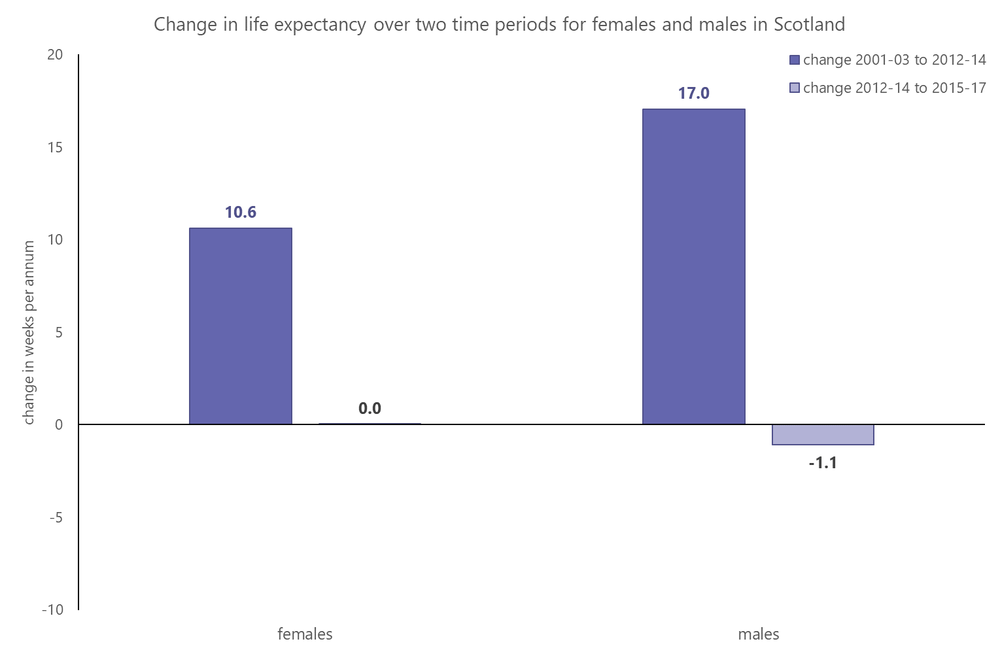 Change in life expectancy over two time periods for females and males in Scotland
change 2001-03 to 2012-14
change 2012-14 to 2015-17
change in weeks per annum
20
15
10
5
0
-5
-10
10.6
0.0
17.0
-1.1
females
males